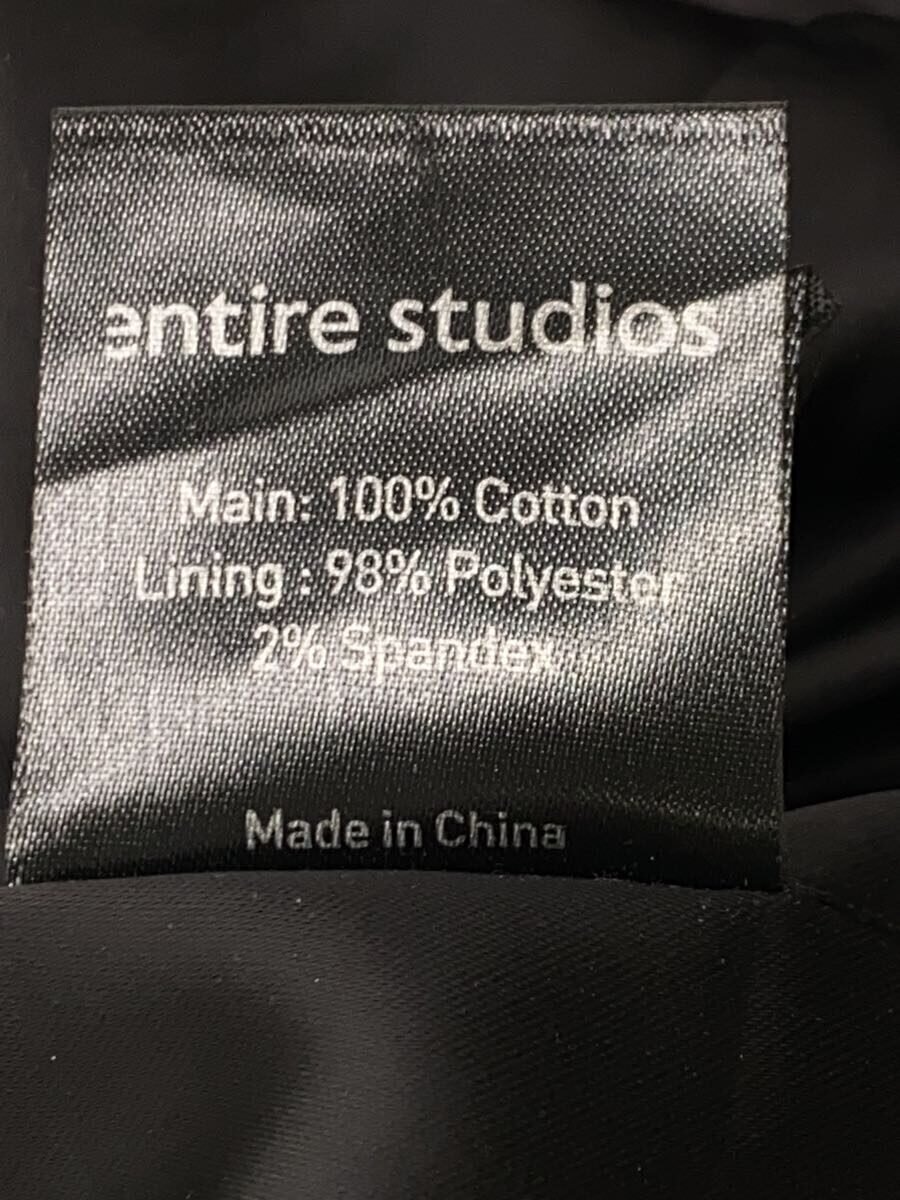 entire studios
Main: 100% Cotton
Lining : 98% Polyester
2% Spandex
Made in China